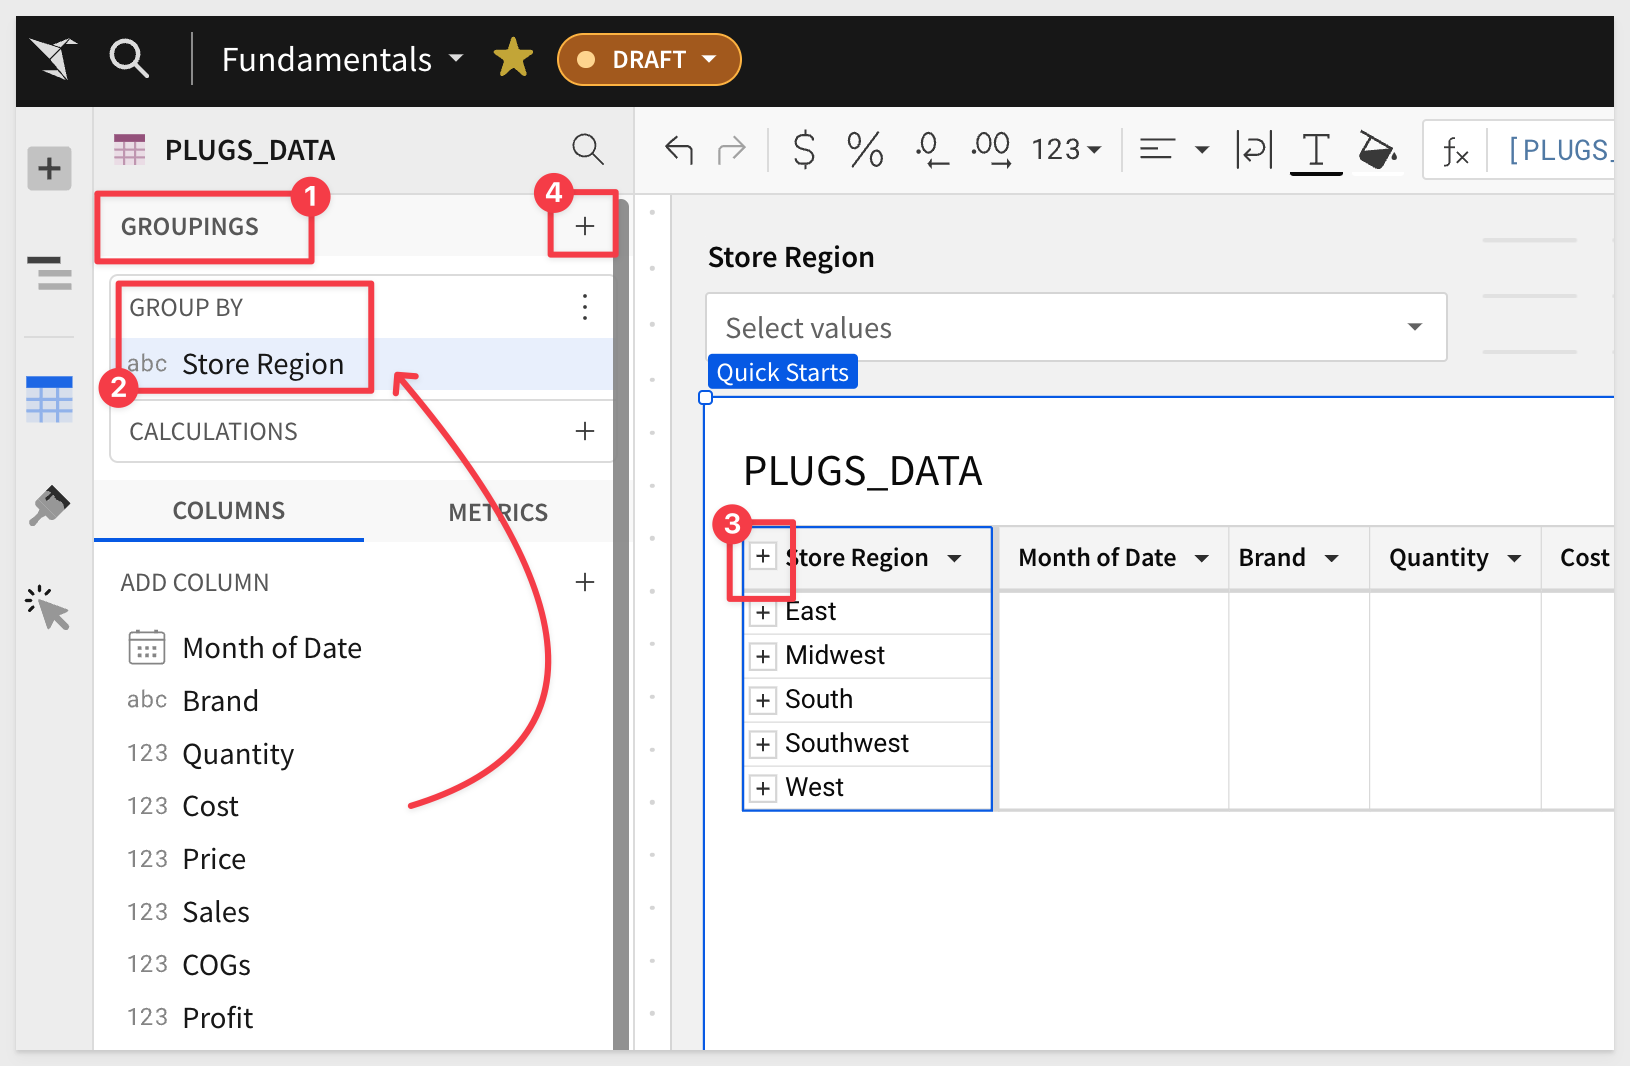 Fundamentals
DRAFT
PLUGS_DATA
$ % .0 .00 123
T
fx
[PLUGS_
1
4
GROUPINGS
+
GROUP BY
abc Store Region
2
CALCULATIONS
+
COLUMNS METRICS
ADD COLUMN
+
Month of Date
abc Brand
123 Quantity
123 Cost
123 Price
123 Sales
123 COGs
123 Profit
Store Region
Select values
Quick Starts
PLUGS_DATA
3
+ Store Region Month of Date Brand Quantity Cost
+ East
+ Midwest
+ South
+ Southwest
+ West